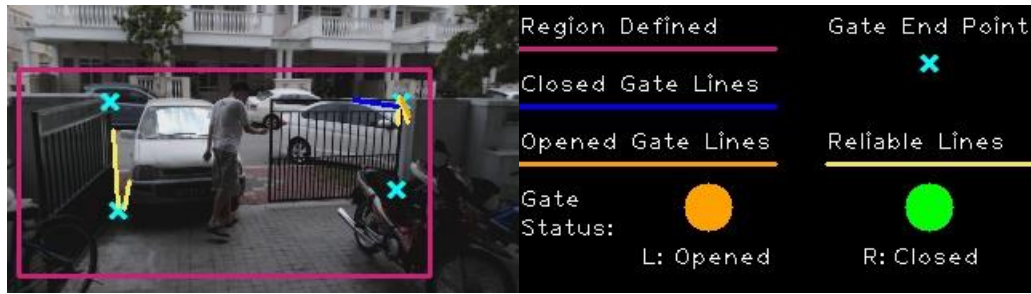 Region Defined
Gate End Point
Closed Gate Lines
Opened Gate Lines
Reliable Lines
Gate
Status:
L: Opened
R: Closed